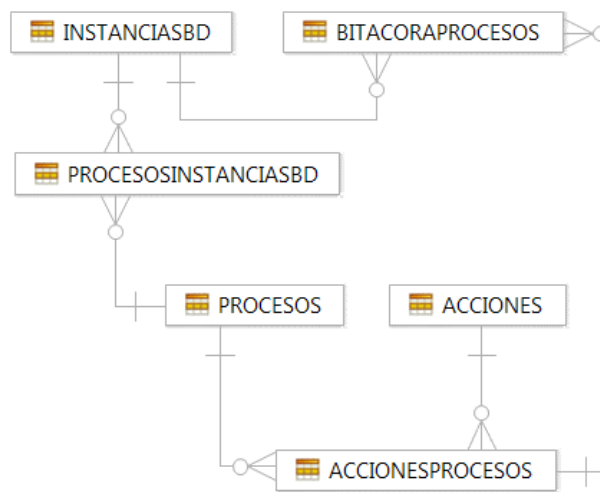 INSTANCIASBD
BITACORAPROCESOS
PROCESOSINSTANCIASBD
PROCESOS
ACCIONES
ACCIONESPROCESOS